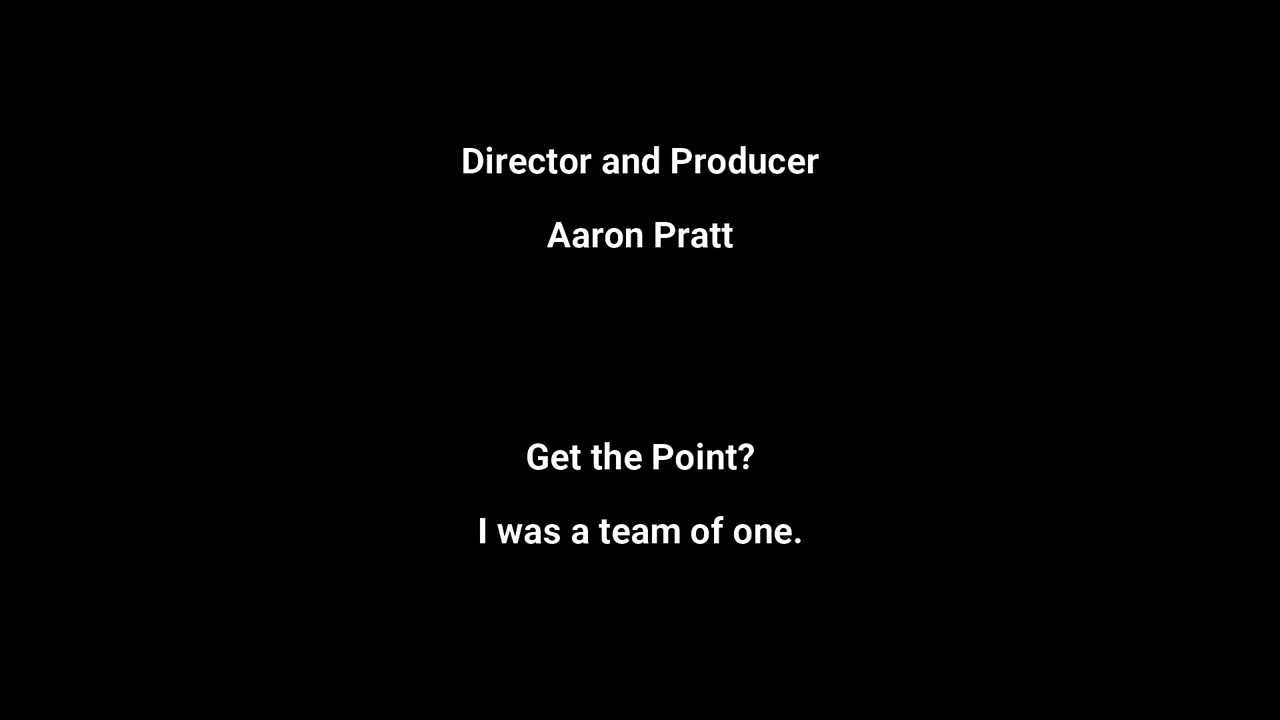 Director and Producer
Aaron Pratt
Get the Point?
I was a team of one.